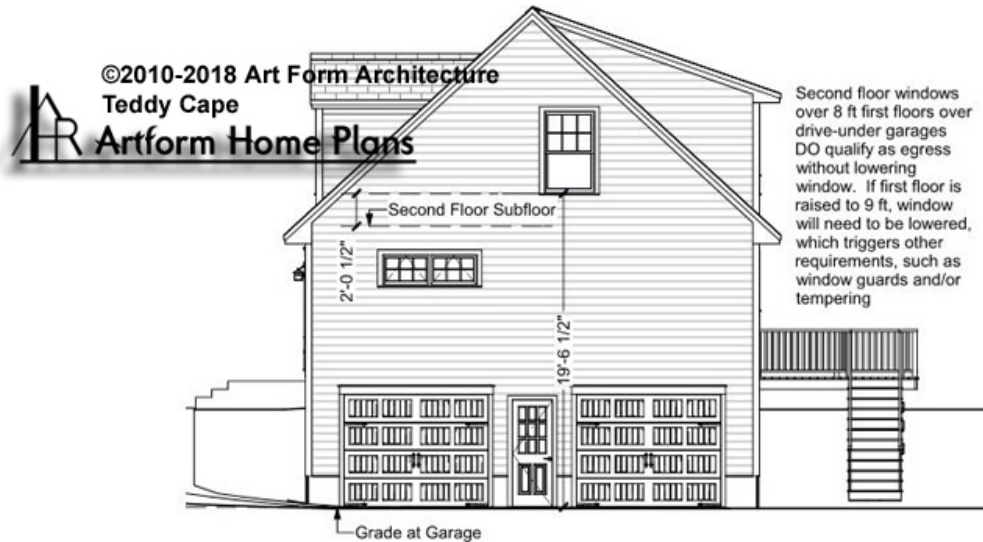 ©2010-2018 Art Form Architecture
Teddy Cape
Artform Home Plans
Second floor windows
over 8 ft first floors over
drive-under garages
DO qualify as egress
without lowering
window. If first floor is
raised to 9 ft, window
will need to be lowered,
which triggers other
requirements, such as
window guards and/or
tempering
Second Floor Subfloor
2'-0 1/2"
19'-6 1/2"
Grade at Garage